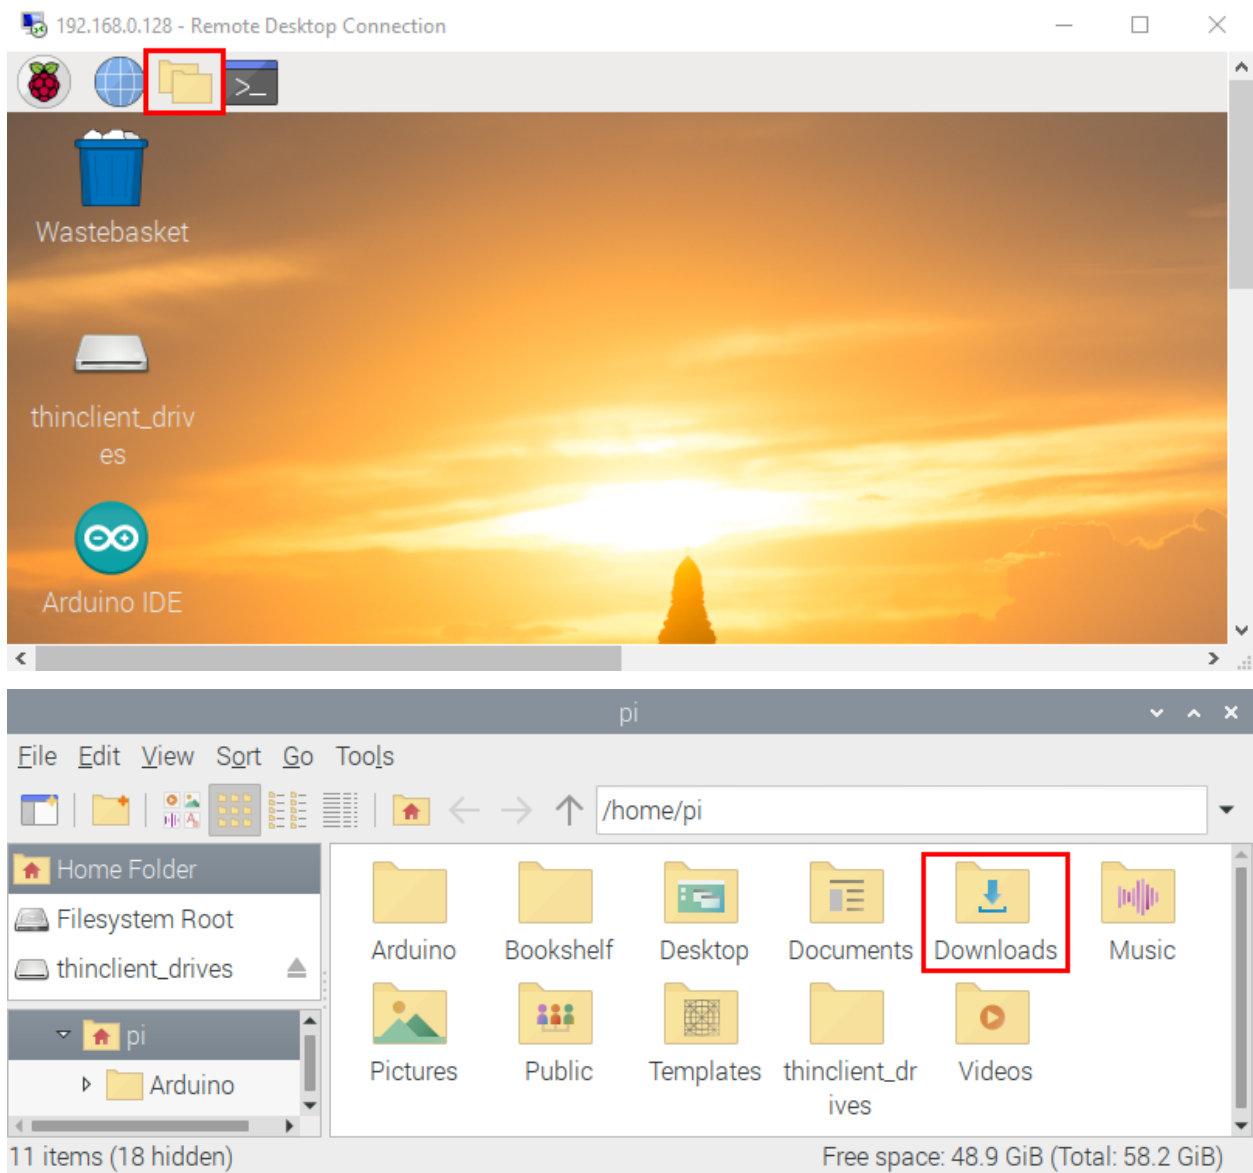 192.168.0.128 - Remote Desktop Connection
>_
Wastebasket
thinclient_driv
es
Arduino IDE
pi
File Edit View Sort Go Tools
/home/pi
Home Folder
Filesystem Root
thinclient_drives
pi
Arduino
Arduino Bookshelf Desktop Documents Downloads Music
Pictures Public Templates thinclient_dr
ives Videos
11 items (18 hidden) Free space: 48.9 GiB (Total: 58.2 GiB)